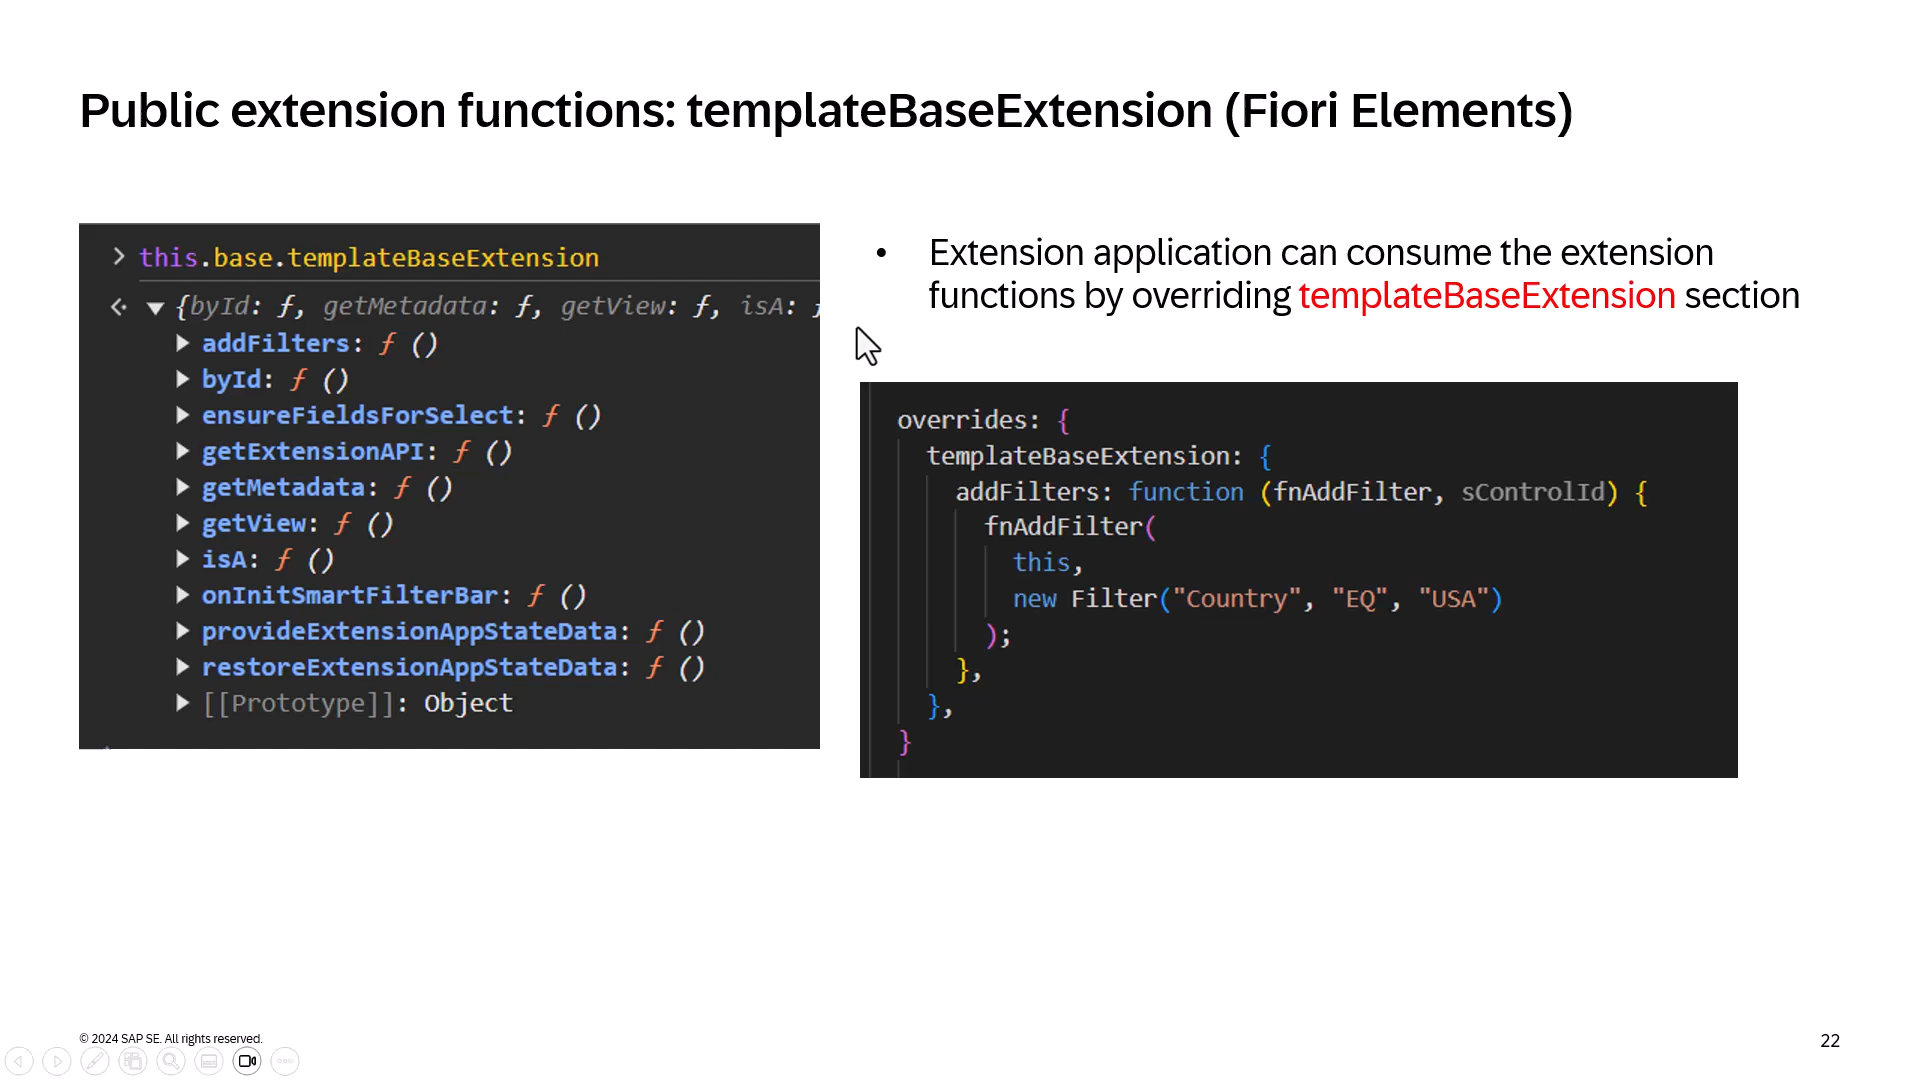 Public extension functions: templateBaseExtension (Fiori Elements)
> this.base.templateBaseExtension
{byId: ƒ, getMetadata: ƒ, getView: ƒ, isA:
addFilters: ƒ ()
byId: ƒ ()
ensureFieldsForSelect: ƒ ()
getExtensionAPI: ƒ ()
getMetadata: ƒ ()
getView: ƒ ()
isA: ƒ ()
onInitSmartFilterBar: ƒ ()
provideExtensionAppStateData: ƒ ()
restoreExtensionAppStateData: ƒ ()
[[Prototype]]: Object
• Extension application can consume the extension
functions by overriding templateBaseExtension section
overrides: {
templateBaseExtension: {
addFilters: function (fnAddFilter, sControlId) {
fnAddFilter(
this,
new Filter("Country", "EQ", "USA")
);
},
},
}
© 2024 SAP SE. All rights reserved.
22